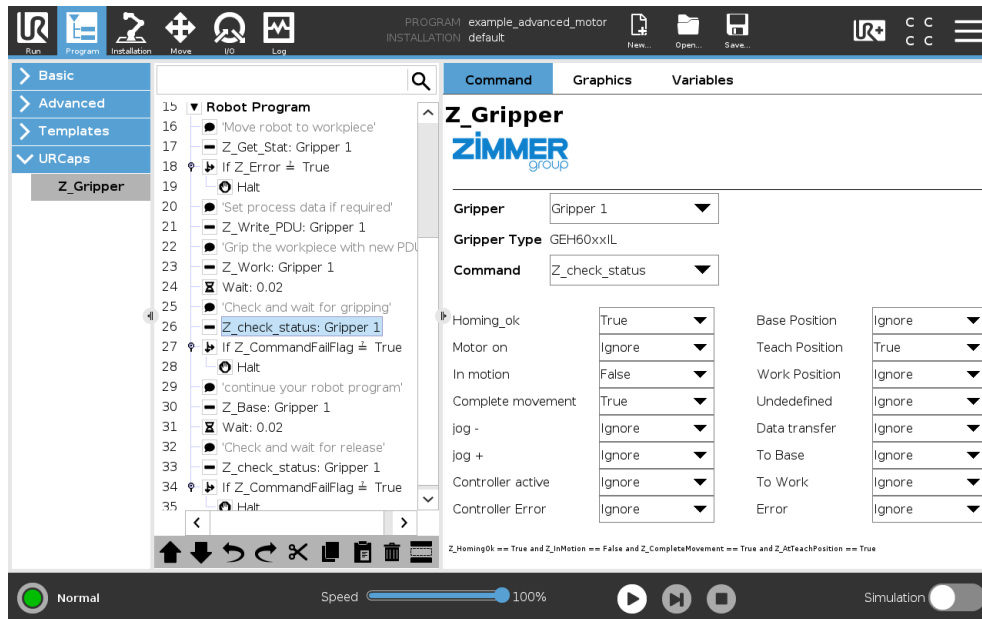 PROGRAM example_advanced_motor
INSTALLATION default
Run Program Installation Move I/O Log New... Open... Save...
UR+
C C
C C
Basic
Advanced
Templates
URCaps
Z_Gripper
15 Robot Program
16 'Move robot to workpiece'
17 Z_Get_Stat: Gripper 1
18 If Z_Error ≟ True
19 Halt
20 'Set process data if required'
21 Z_Write_PDU: Gripper 1
22 'Grip the workpiece with new PDU
23 Z_Work: Gripper 1
24 Wait: 0.02
25 'Check and wait for gripping'
26 Z_check_status: Gripper 1
27 If Z_CommandFailFlag ≟ True
28 Halt
29 'continue your robot program'
30 Z_Base: Gripper 1
31 Wait: 0.02
32 'Check and wait for release'
33 Z_check_status: Gripper 1
34 If Z_CommandFailFlag ≟ True
35 Halt
Command Graphics Variables
Z_Gripper
ZIMMER
group
Gripper Gripper 1
Gripper Type GEH60xxIL
Command Z_check_status
Homing_ok True Base Position Ignore
Motor on Ignore Teach Position True
In motion False Work Position Ignore
Complete movement True Undedefined Ignore
jog - Ignore Data transfer Ignore
jog + Ignore To Base Ignore
Controller active Ignore To Work Ignore
Controller Error Ignore Error Ignore
Z_HomingOk == True and Z_InMotion == False and Z_CompleteMovement == True and Z_AtTeachPosition == True
Normal Speed 100% Simulation